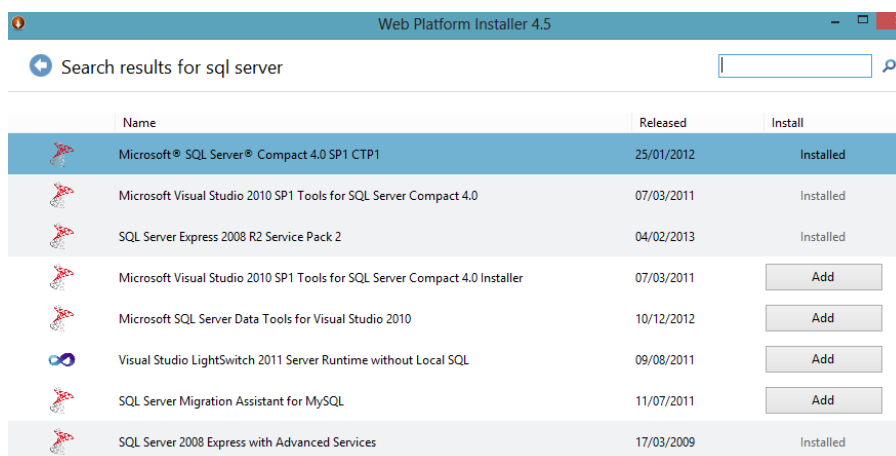 Web Platform Installer 4.5
Search results for sql server
Name Released Install
Microsoft® SQL Server® Compact 4.0 SP1 CTP1 25/01/2012 Installed
Microsoft Visual Studio 2010 SP1 Tools for SQL Server Compact 4.0 07/03/2011 Installed
SQL Server Express 2008 R2 Service Pack 2 04/02/2013 Installed
Microsoft Visual Studio 2010 SP1 Tools for SQL Server Compact 4.0 Installer 07/03/2011 Add
Microsoft SQL Server Data Tools for Visual Studio 2010 10/12/2012 Add
Visual Studio LightSwitch 2011 Server Runtime without Local SQL 09/08/2011 Add
SQL Server Migration Assistant for MySQL 11/07/2011 Add
SQL Server 2008 Express with Advanced Services 17/03/2009 Installed